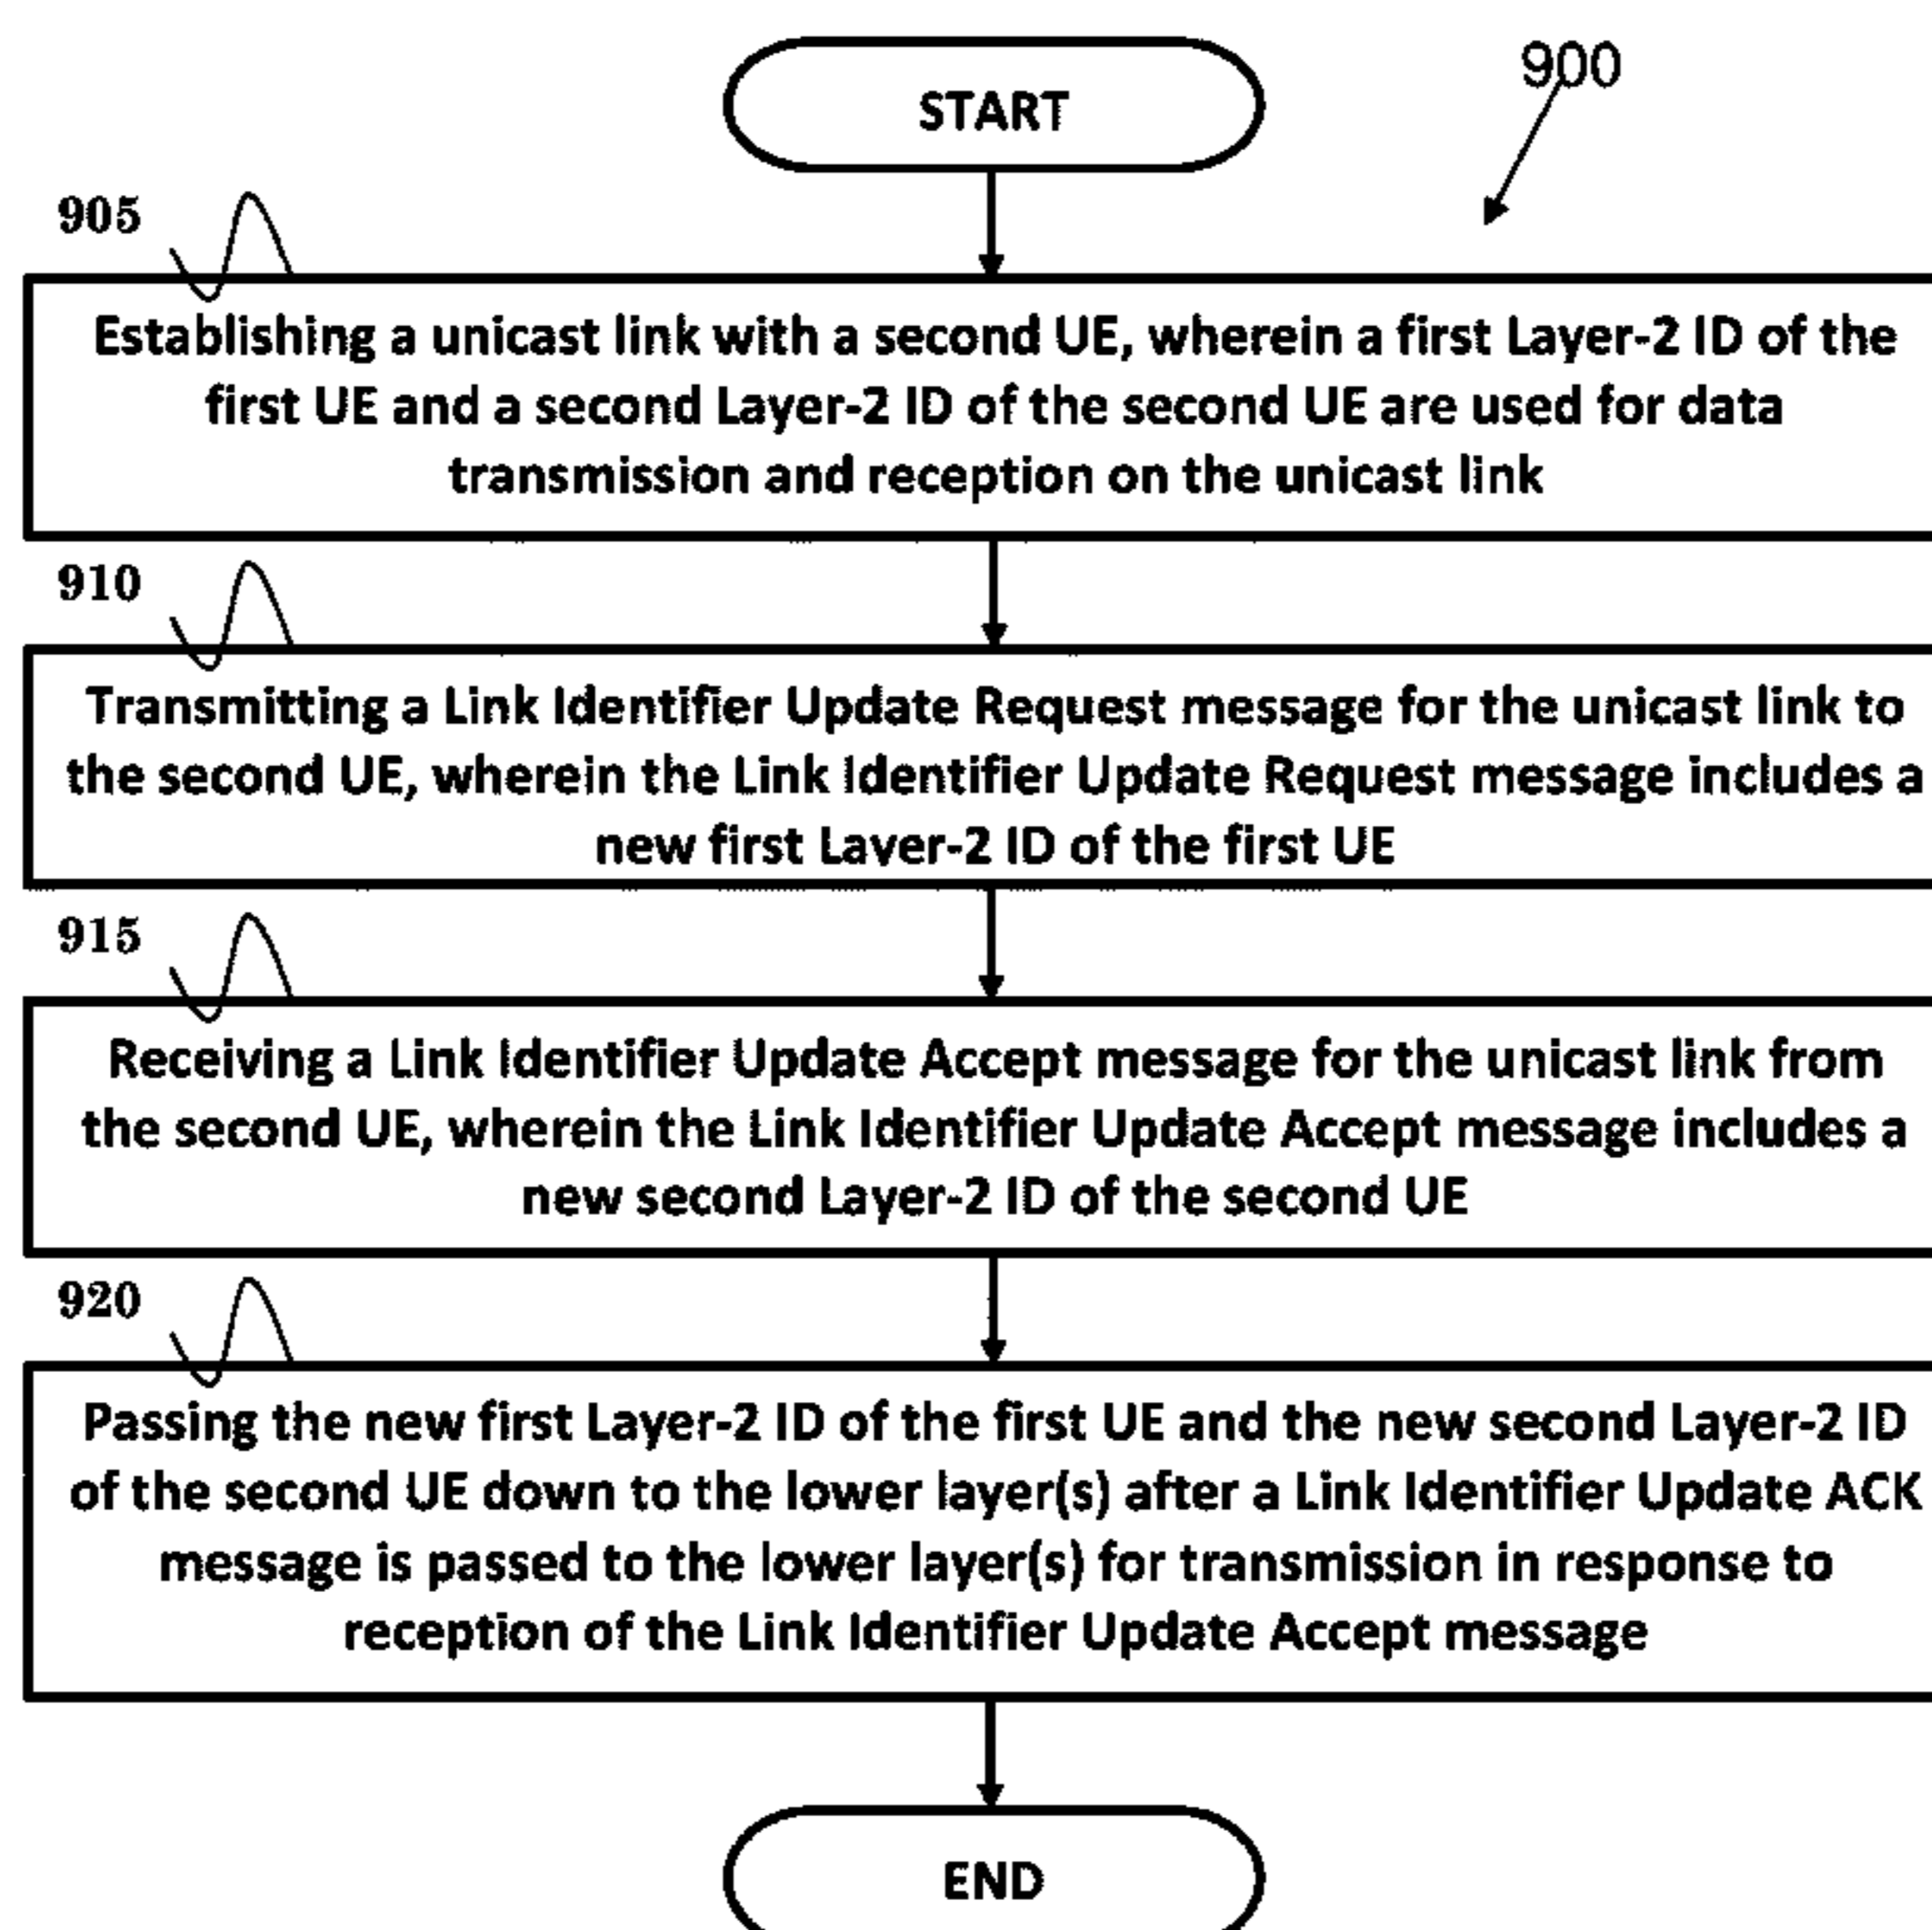 START
900
905
Establishing a unicast link with a second UE, wherein a first Layer-2 ID of the
first UE and a second Layer-2 ID of the second UE are used for data
transmission and reception on the unicast link
910
Transmitting a Link Identifier Update Request message for the unicast link to
the second UE, wherein the Link Identifier Update Request message includes a
new first Layer-2 ID of the first UE
915
Receiving a Link Identifier Update Accept message for the unicast link from
the second UE, wherein the Link Identifier Update Accept message includes a
new second Layer-2 ID of the second UE
920
Passing the new first Layer-2 ID of the first UE and the new second Layer-2 ID
of the second UE down to the lower layer(s) after a Link Identifier Update ACK
message is passed to the lower layer(s) for transmission in response to
reception of the Link Identifier Update Accept message
END